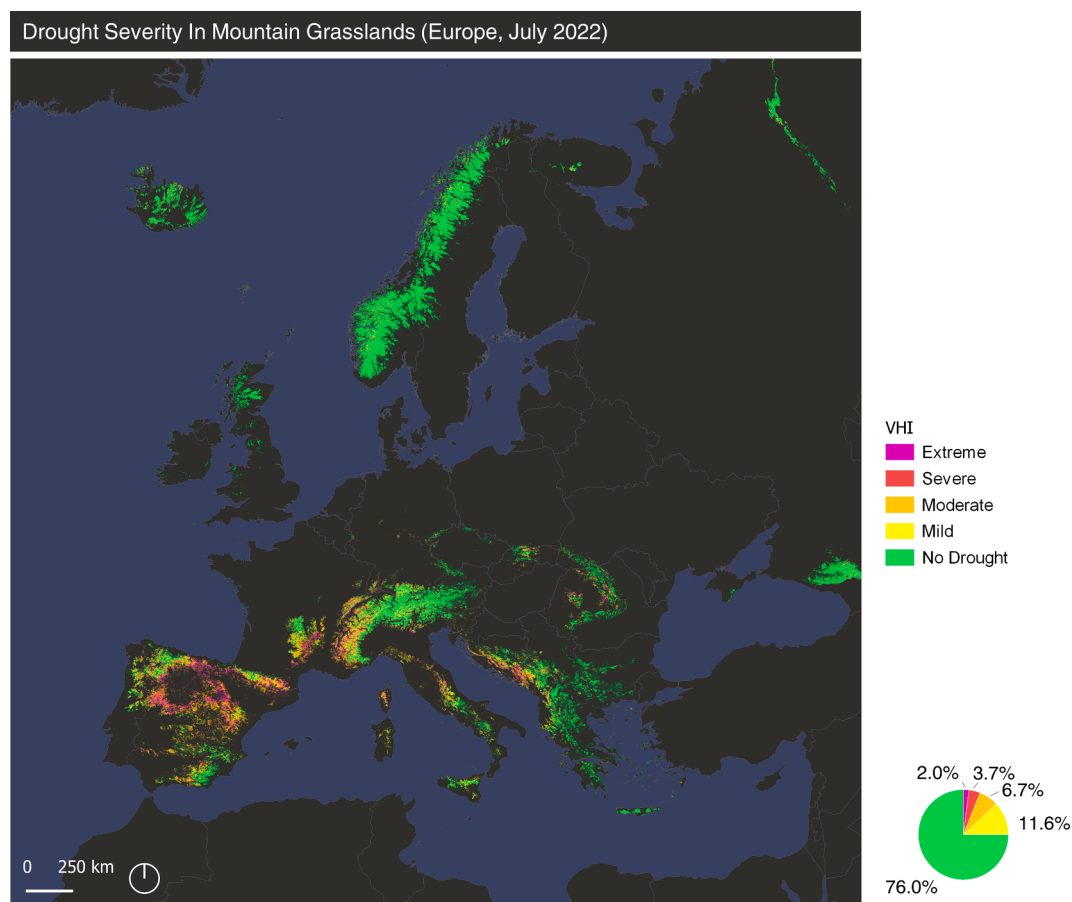 Drought Severity In Mountain Grasslands (Europe, July 2022)
VHI
Extreme
Severe
Moderate
Mild
No Drought
2.0%
3.7%
6.7%
11.6%
76.0%
0 250 km